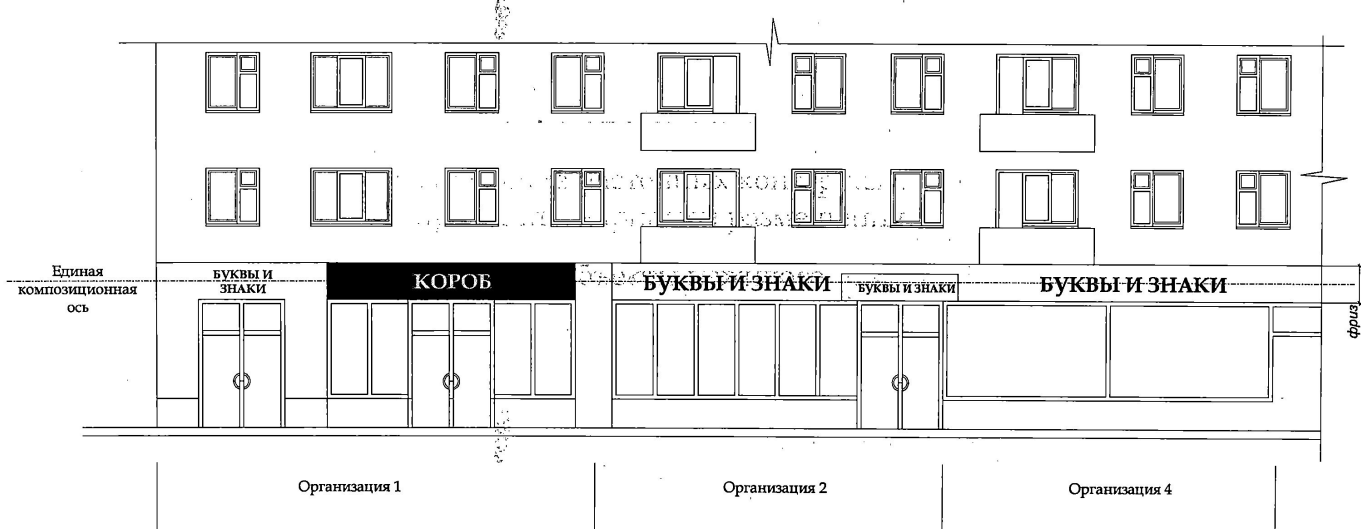 Единая
композиционная
ось
БУКВЫ И
ЗНАКИ
КОРОБ
БУКВЫ И ЗНАКИ
БУКВЫ И ЗНАКИ
БУКВЫ И ЗНАКИ
фриз
Организация 1
Организация 2
Организация 4